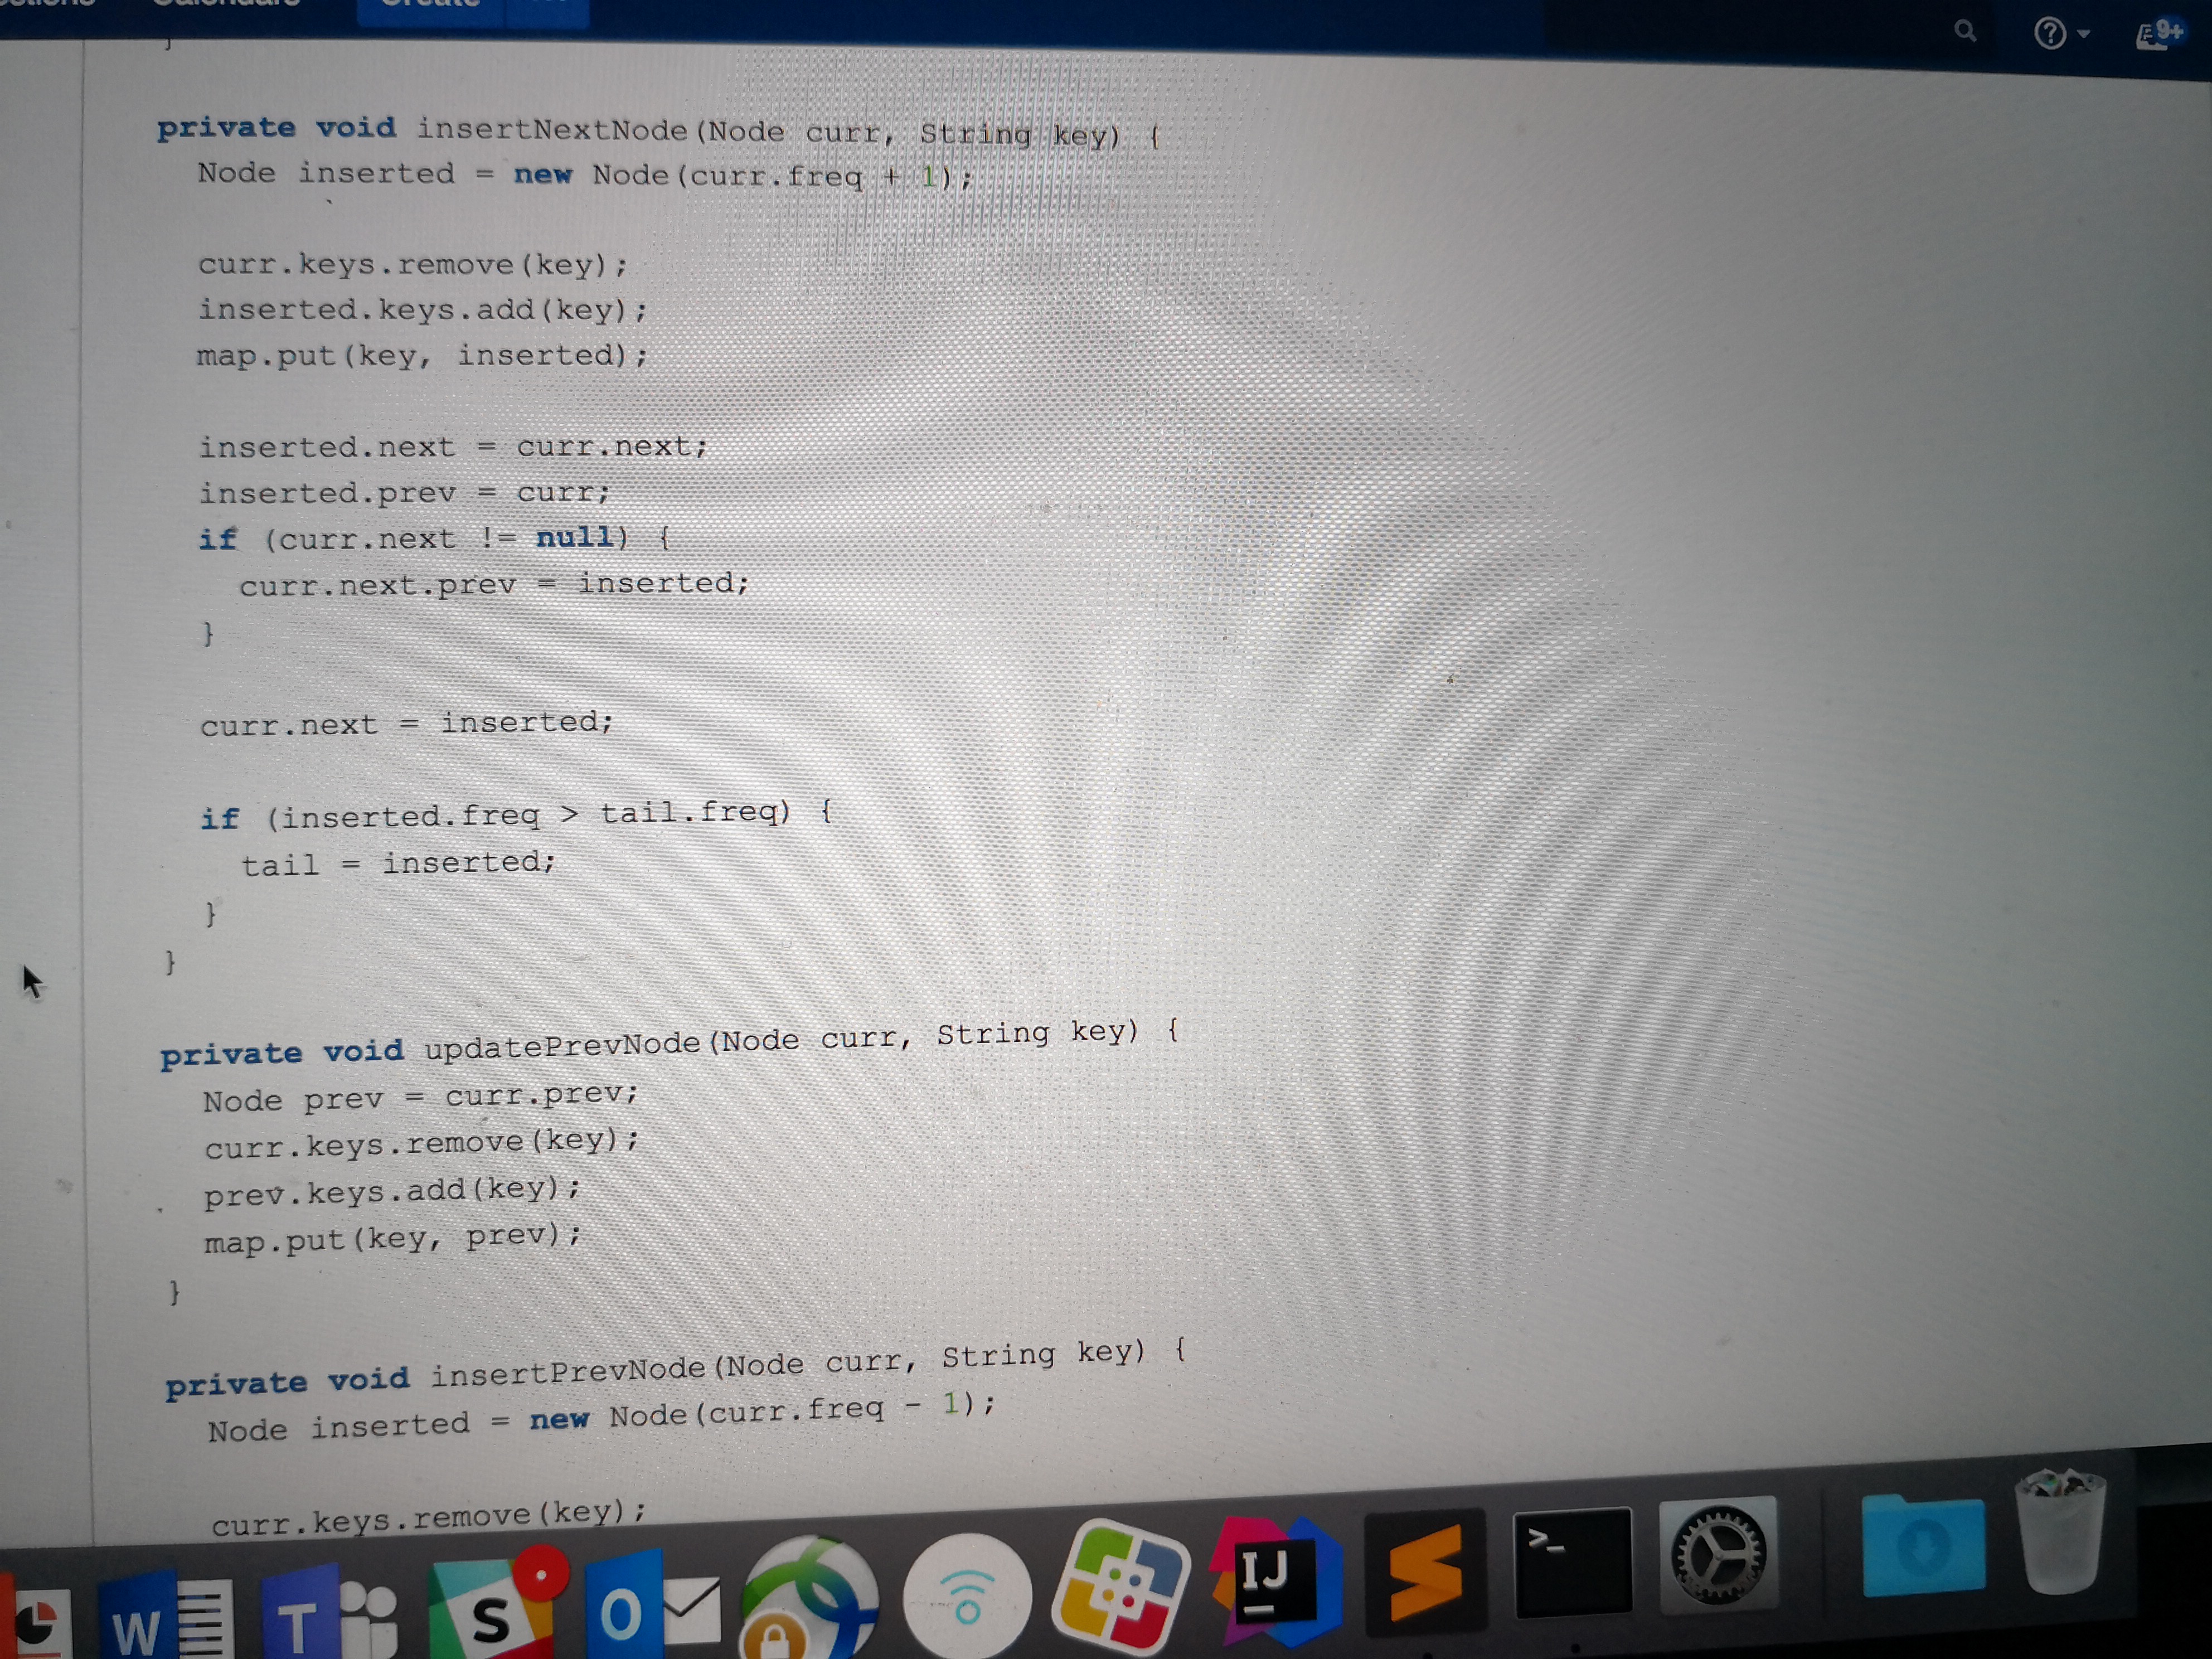 Create
9+
}
private void insertNextNode(Node curr, String key) {
Node inserted = new Node(curr.freq + 1);
curr.keys.remove(key);
inserted.keys.add(key);
map.put(key, inserted);
inserted.next = curr.next;
inserted.prev = curr;
if (curr.next != null) {
curr.next.prev = inserted;
}
curr.next = inserted;
if (inserted.freq > tail.freq) {
tail = inserted;
}
}
private void updatePrevNode(Node curr, String key) {
Node prev = curr.prev;
curr.keys.remove(key);
prev.keys.add(key);
map.put(key, prev);
}
private void insertPrevNode(Node curr, String key) {
Node inserted = new Node(curr.freq - 1);
curr.keys.remove(key);
W
T
S
O
IJ
>_